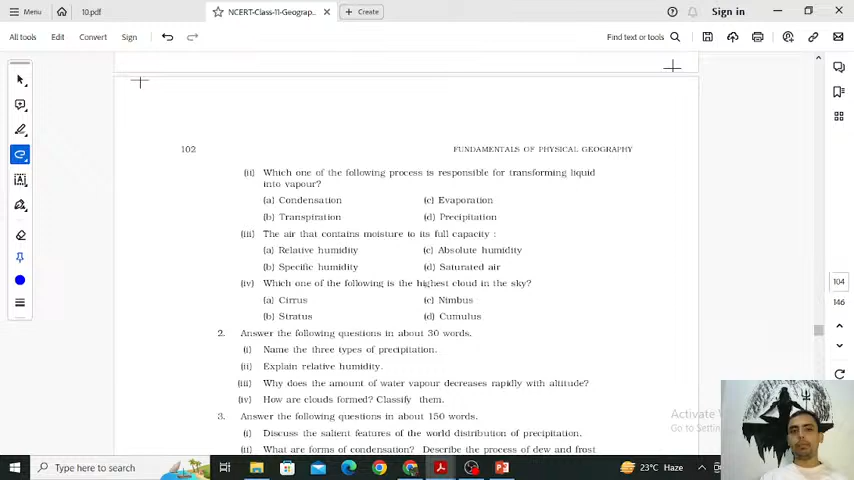 Menu
10.pdf
NCERT-Class-11-Geograp...
Create
Sign in
All tools
Edit
Convert
Sign
Find text or tools
102
FUNDAMENTALS OF PHYSICAL GEOGRAPHY
(ii) Which one of the following process is responsible for transforming liquid
into vapour?
(a) Condensation (c) Evaporation
(b) Transpiration (d) Precipitation
(iii) The air that contains moisture to its full capacity :
(a) Relative humidity (c) Absolute humidity
(b) Specific humidity (d) Saturated air
(iv) Which one of the following is the highest cloud in the sky?
(a) Cirrus (c) Nimbus
(b) Stratus (d) Cumulus
2. Answer the following questions in about 30 words.
(i) Name the three types of precipitation.
(ii) Explain relative humidity.
(iii) Why does the amount of water vapour decreases rapidly with altitude?
(iv) How are clouds formed? Classify them.
3. Answer the following questions in about 150 words.
(i) Discuss the salient features of the world distribution of precipitation.
(ii) What are forms of condensation? Describe the process of dew and frost
104
146
Activate
Go to Setti
Type here to search
23°C Haze